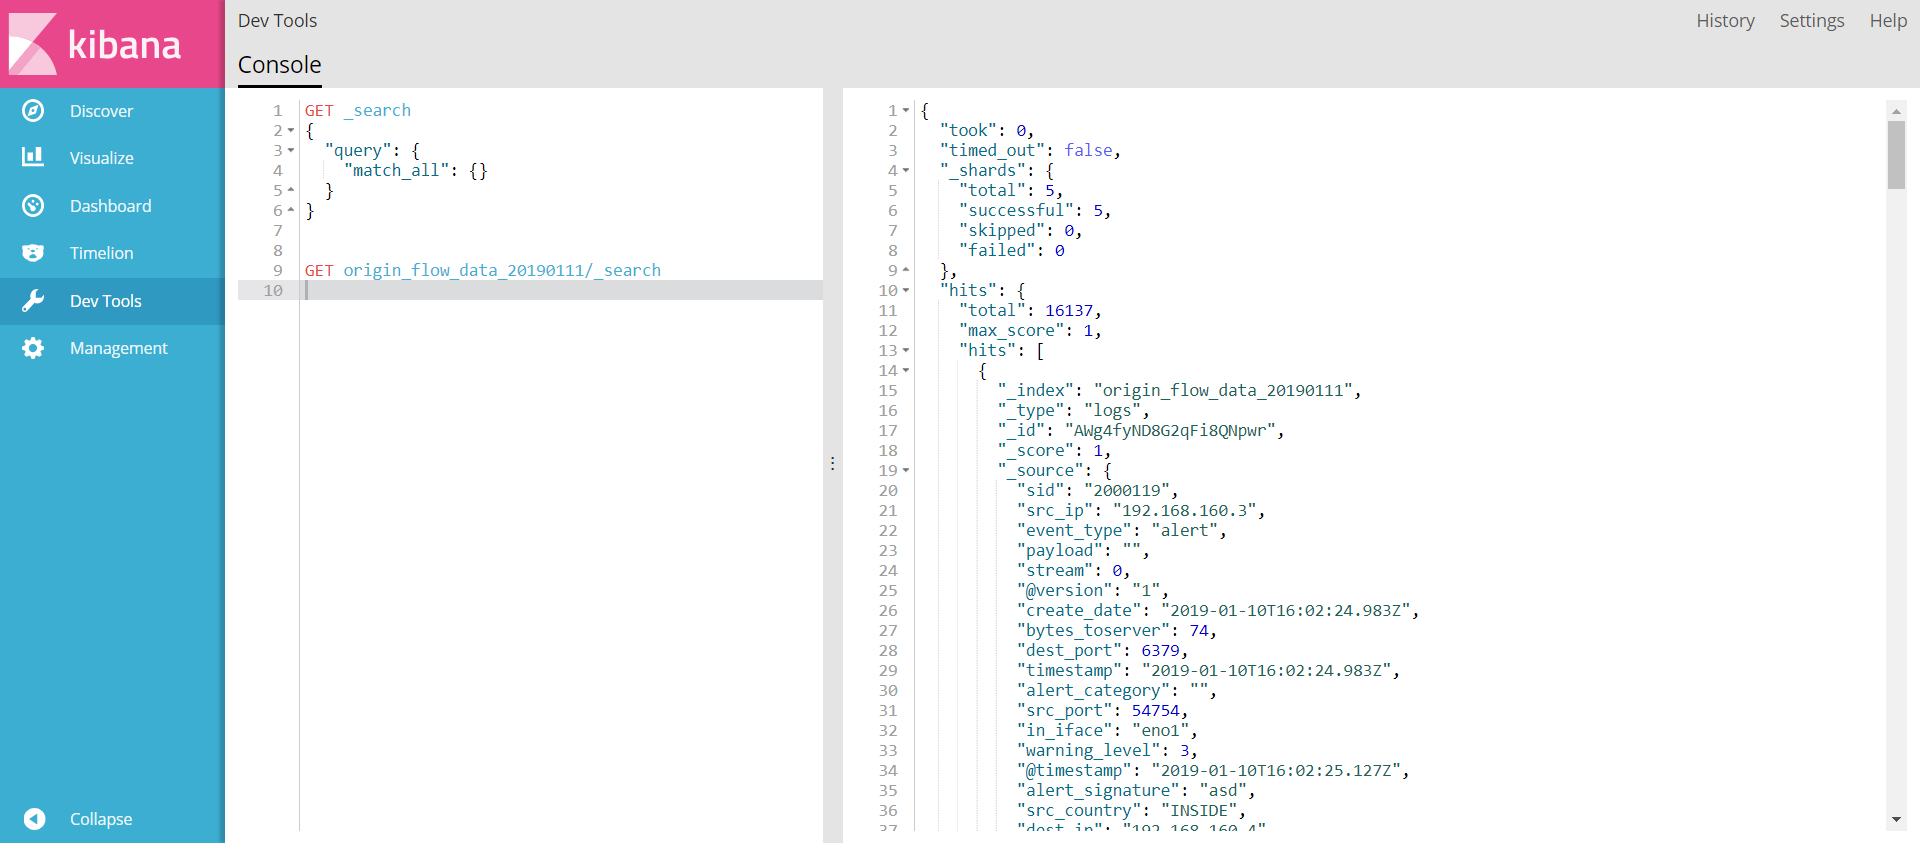 kibana
Discover
Visualize
Dashboard
Timelion
Dev Tools
Management
Collapse
Dev Tools
History Settings Help
Console
1 GET _search
2 {
3 "query": {
4 "match_all": {}
5 }
6 }
7
8
9 GET origin_flow_data_20190111/_search
10
1 {
2 "took": 0,
3 "timed_out": false,
4 "_shards": {
5 "total": 5,
6 "successful": 5,
7 "skipped": 0,
8 "failed": 0
9 },
10 "hits": {
11 "total": 16137,
12 "max_score": 1,
13 "hits": [
14 {
15 "_index": "origin_flow_data_20190111",
16 "_type": "logs",
17 "_id": "AWg4fyND8G2qFi8QNpwr",
18 "_score": 1,
19 "_source": {
20 "sid": "2000119",
21 "src_ip": "192.168.160.3",
22 "event_type": "alert",
23 "payload": "",
24 "stream": 0,
25 "@version": "1",
26 "create_date": "2019-01-10T16:02:24.983Z",
27 "bytes_toserver": 74,
28 "dest_port": 6379,
29 "timestamp": "2019-01-10T16:02:24.983Z",
30 "alert_category": "",
31 "src_port": 54754,
32 "in_iface": "eno1",
33 "warning_level": 3,
34 "@timestamp": "2019-01-10T16:02:25.127Z",
35 "alert_signature": "asd",
36 "src_country": "INSIDE",
37 "dest_ip": "192.168.160.4"